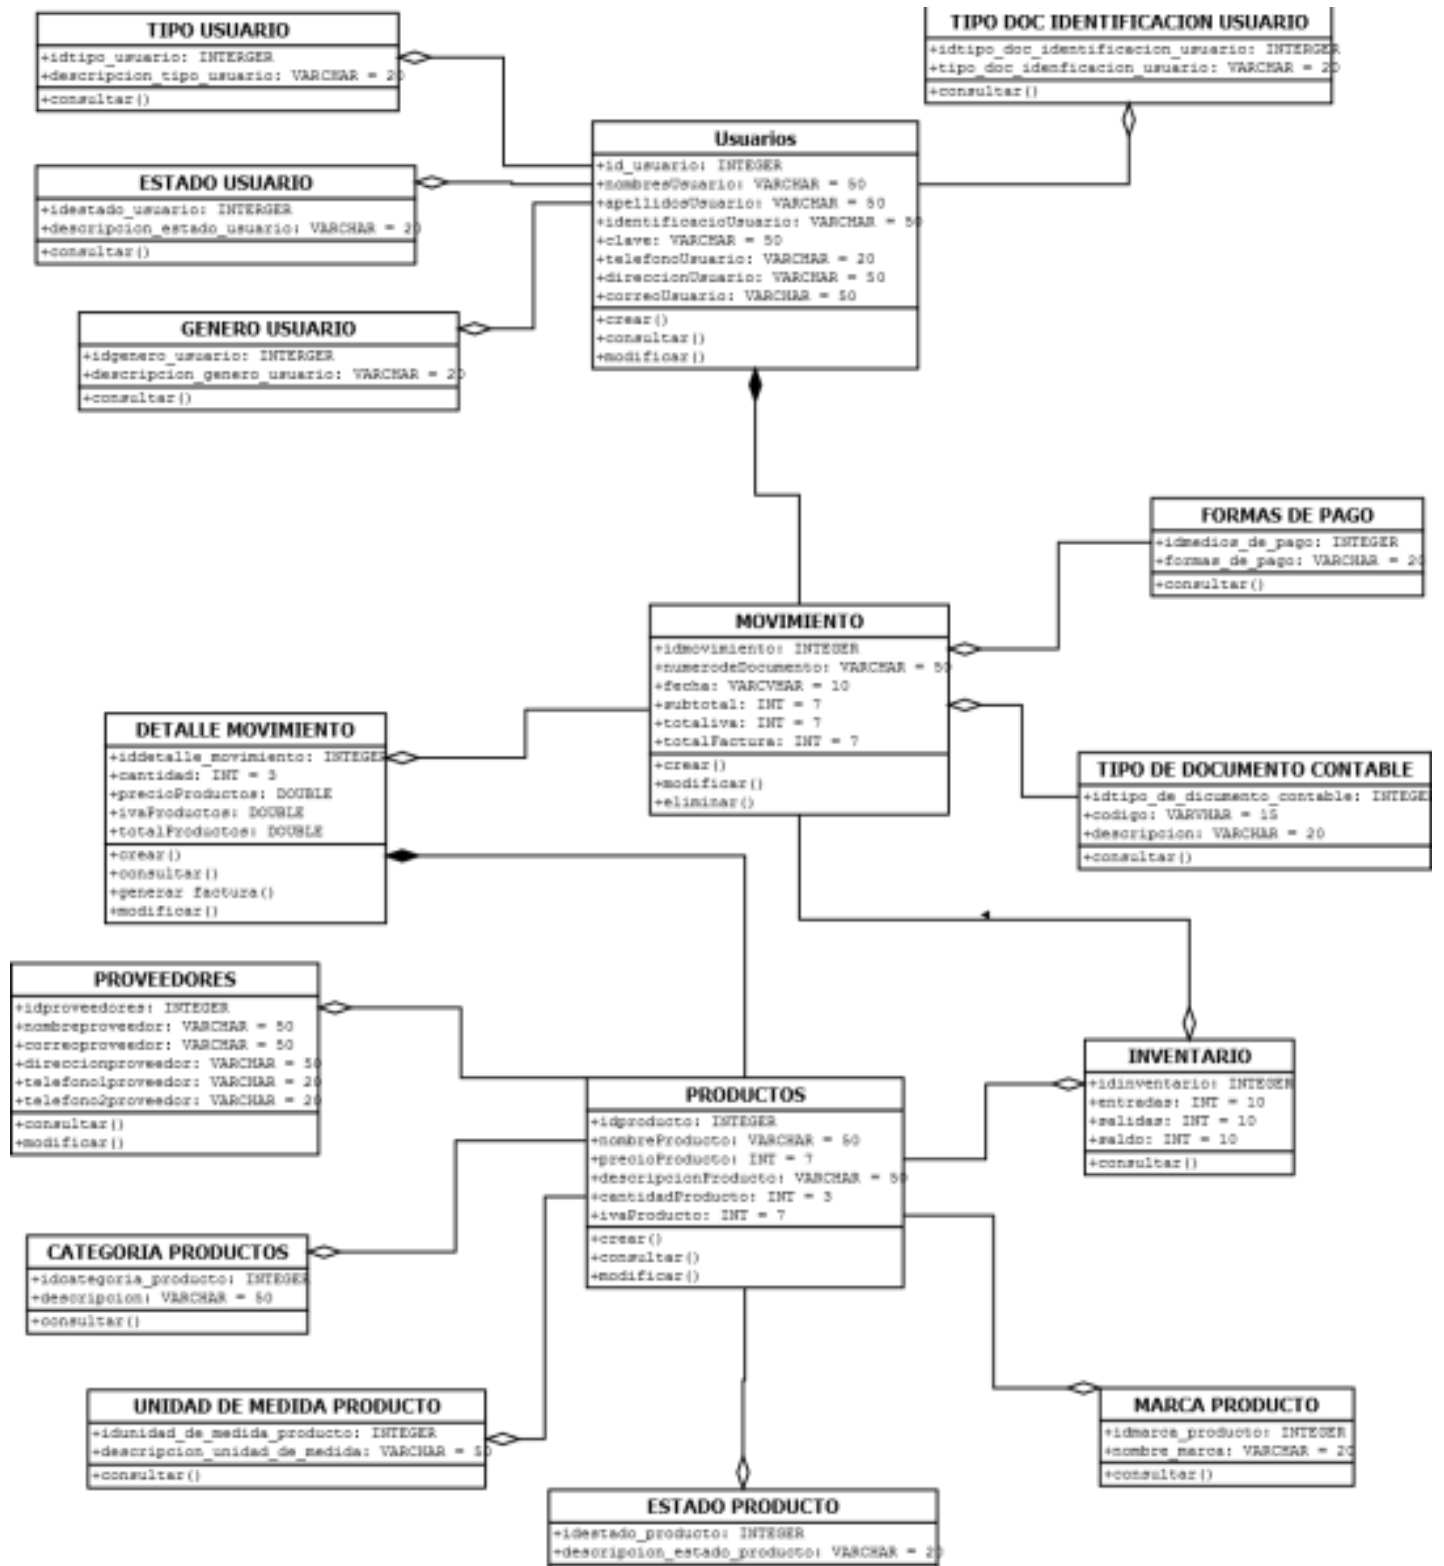 TIPO USUARIO
+idtipo_usuario: INTERGER
+descripcion_tipo_usuario: VARCHAR = 20
+consultar()
TIPO DOC IDENTIFICACION USUARIO
+idtipo_doc_identificacion_usuario: INTERGER
+tipo_doc_idenficacion_usuario: VARCHAR = 20
+consultar()
Usuarios
+id_usuario: INTEGER
+nombresUsuario: VARCHAR = 50
+apellidosUsuario: VARCHAR = 50
+identificacioUsuario: VARCHAR = 50
+clave: VARCHAR = 50
+telefonoUsuario: VARCHAR = 20
+direccionUsuario: VARCHAR = 50
+correoUsuario: VARCHAR = 50
+crear()
+consultar()
+modificar()
ESTADO USUARIO
+idestado_usuario: INTERGER
+descripcion_estado_usuario: VARCHAR = 20
+consultar()
GENERO USUARIO
+idgenero_usuario: INTERGER
+descripcion_genero_usuario: VARCHAR = 20
+consultar()
FORMAS DE PAGO
+idmedios_de_pago: INTEGER
+formas_de_pago: VARCHAR = 20
+consultar()
MOVIMIENTO
+idmovimiento: INTEGER
+numerodeDocumento: VARCHAR = 50
+fecha: VARCVHAR = 10
+subtotal: INT = 7
+totaliva: INT = 7
+totalFactura: INT = 7
+crear()
+modificar()
+eliminar()
DETALLE MOVIMIENTO
+iddetalle_movimiento: INTEGER
+cantidad: INT = 3
+precioProductos: DOUBLE
+ivaProductos: DOUBLE
+totalProductos: DOUBLE
+crear()
+consultar()
+generar factura()
+modificar()
TIPO DE DOCUMENTO CONTABLE
+idtipo_de_dicumento_contable: INTEGER
+codigo: VARVHAR = 15
+descripcion: VARCHAR = 20
+consultar()
PROVEEDORES
+idproveedores: INTEGER
+nombreproveedor: VARCHAR = 50
+correoproveedor: VARCHAR = 50
+direccionproveedor: VARCHAR = 50
+telefono1proveedor: VARCHAR = 20
+telefono2proveedor: VARCHAR = 20
+consultar()
+modificar()
INVENTARIO
+idinventario: INTEGER
+entradas: INT = 10
+salidas: INT = 10
+saldo: INT = 10
+consultar()
PRODUCTOS
+idproducto: INTEGER
+nombreProducto: VARCHAR = 50
+precioProducto: INT = 7
+descripcionProducto: VARCHAR = 50
+cantidadProducto: INT = 3
+ivaProducto: INT = 7
+crear()
+consultar()
+modificar()
CATEGORIA PRODUCTOS
+idcategoria_producto: INTEGER
+descripcion: VARCHAR = 50
+consultar()
UNIDAD DE MEDIDA PRODUCTO
+idunidad_de_medida_producto: INTEGER
+descripcion_unidad_de_medida: VARCHAR = 50
+consultar()
MARCA PRODUCTO
+idmarca_producto: INTEGER
+nombre_marca: VARCHAR = 20
+consultar()
ESTADO PRODUCTO
+idestado_producto: INTEGER
+descripcion_estado_producto: VARCHAR = 20